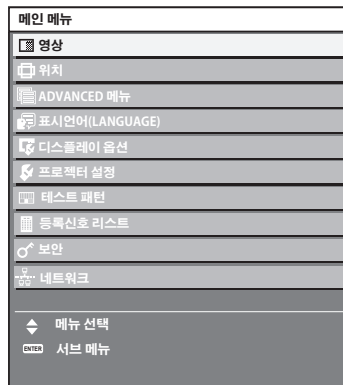 메인 메뉴
영상
위치
ADVANCED 메뉴
표시언어(LANGUAGE)
디스플레이 옵션
프로젝터 설정
테스트 패턴
등록신호 리스트
보안
네트워크
메뉴 선택
ENTER 서브 메뉴